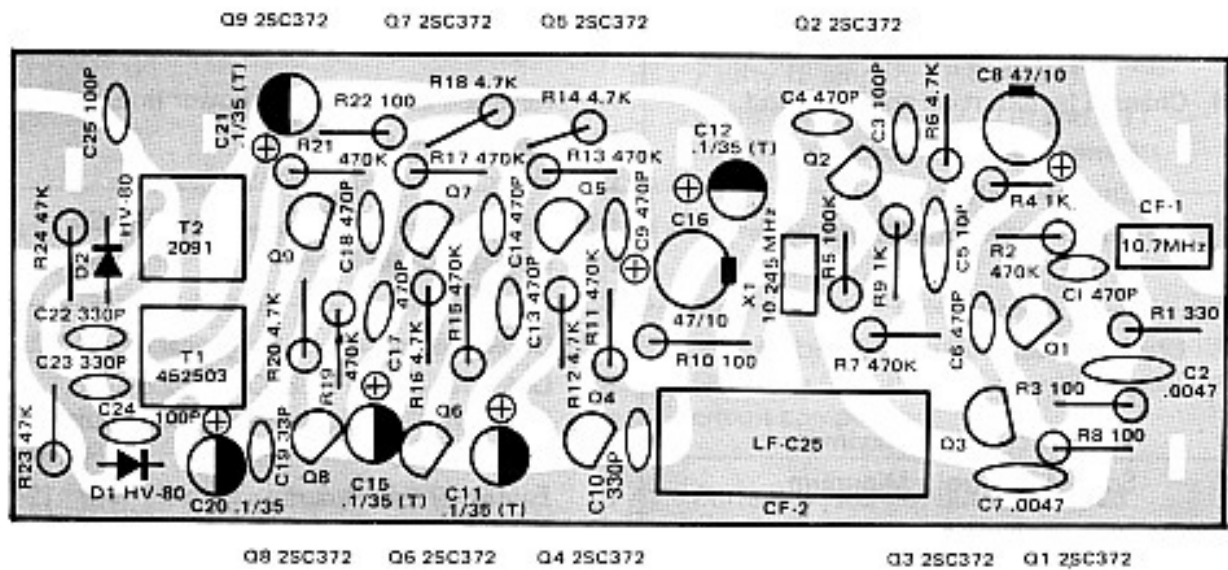 Q9 2SC372
Q7 2SC372
Q5 2SC372
Q2 2SC372
C25 100P
C21
.1/35 (T)
R22 100
R18 4.7K
R14 4.7K
C12
.1/35 (T)
C4 470P
C3 100P
R6 4.7K
C8 47/10
R21
470K
R17 470K
R13 470K
Q2
R24 47K
HV-80
D2
T2
2091
Q9
C18 470P
Q7
C14 470P
Q5
C9 470P
C16
47/10
X1
10.245 MHz
R5 100K
R9 1K
C5 10P
R4 1K
R2
470K
CF-1
10.7MHz
C1 470P
C22 330P
C23 330P
T1
452503
R20 4.7K
R19
470K
470P
C17
R16 4.7K
R15 470K
C13 470P
R12 4.7K
R11 470K
R10 100
R7 470K
C6 470P
Q1
R1 330
C2
.0047
R3 100
R23 47K
C24
100P
D1 HV-80
C20 .1/35
C19 33P
Q8
C15
.1/35 (T)
Q6
C11
.1/35 (T)
Q4
C10
330P
LF-C25
CF-2
Q3
R8 100
C7 .0047
Q8 2SC372
Q6 2SC372
Q4 2SC372
Q3 2SC372
Q1 2SC372